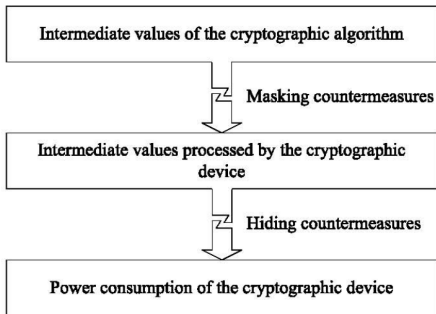 Intermediate values of the cryptographic algorithm
Masking countermeasures
Intermediate values processed by the cryptographic
device
Hiding countermeasures
Power consumption of the cryptographic device